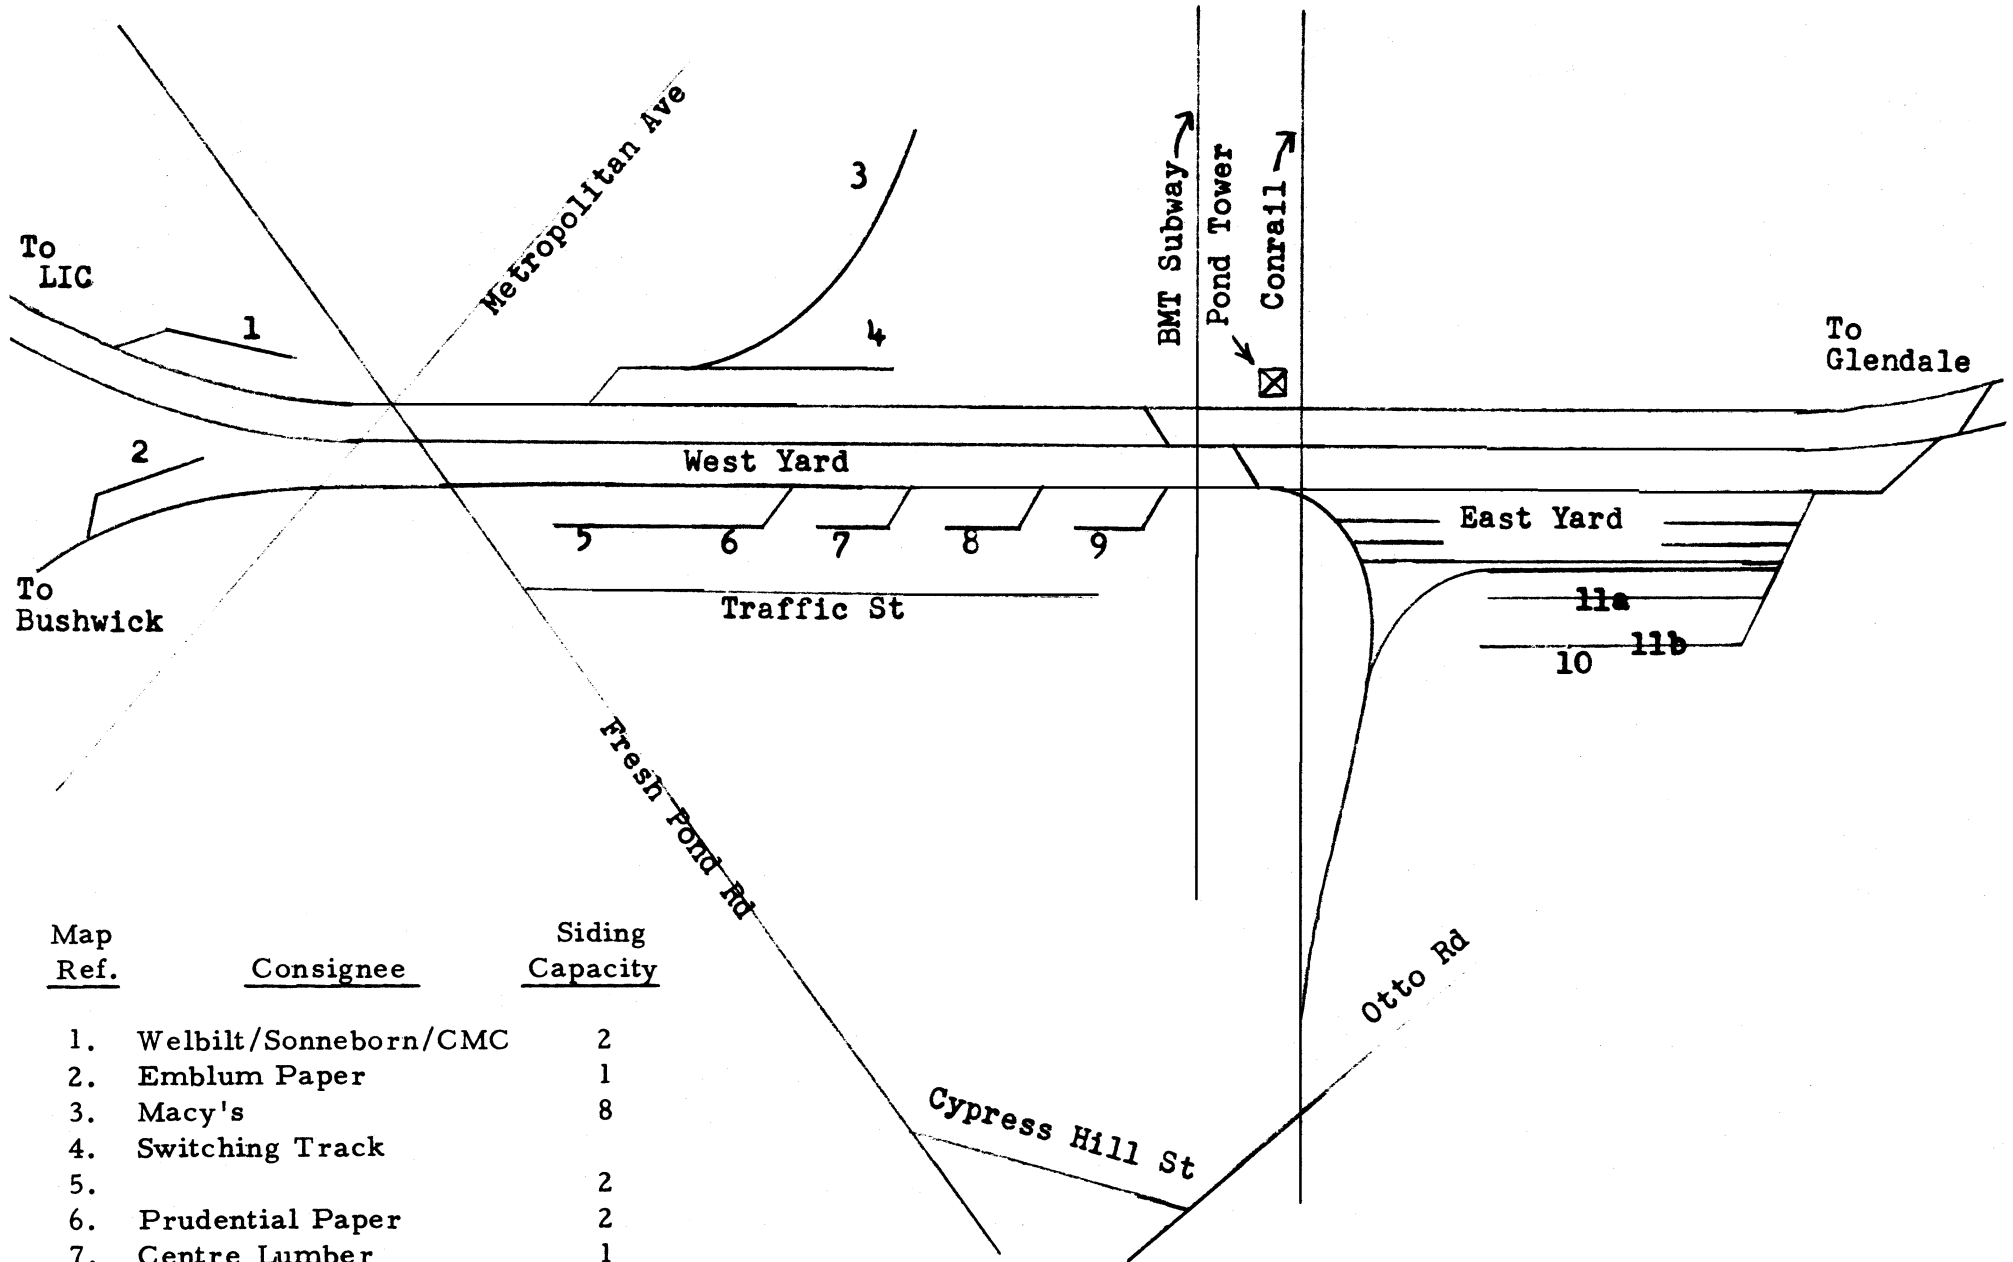 Metropolitan Ave
3
BMT Subway
Pond Tower
Conrail
To
LIC
1
4
To
Glendale
2
West Yard
East Yard
5
6
7
8
9
To
Bushwick
Traffic St
11a
11b
10
Fresh Pond Rd
Otto Rd
Cypress Hill St
Map Ref. Consignee Siding Capacity
1. Welbilt/Sonneborn/CMC 2
2. Emblum Paper 1
3. Macy's 8
4. Switching Track
5. 2
6. Prudential Paper 2
7. Centre Lumber 1